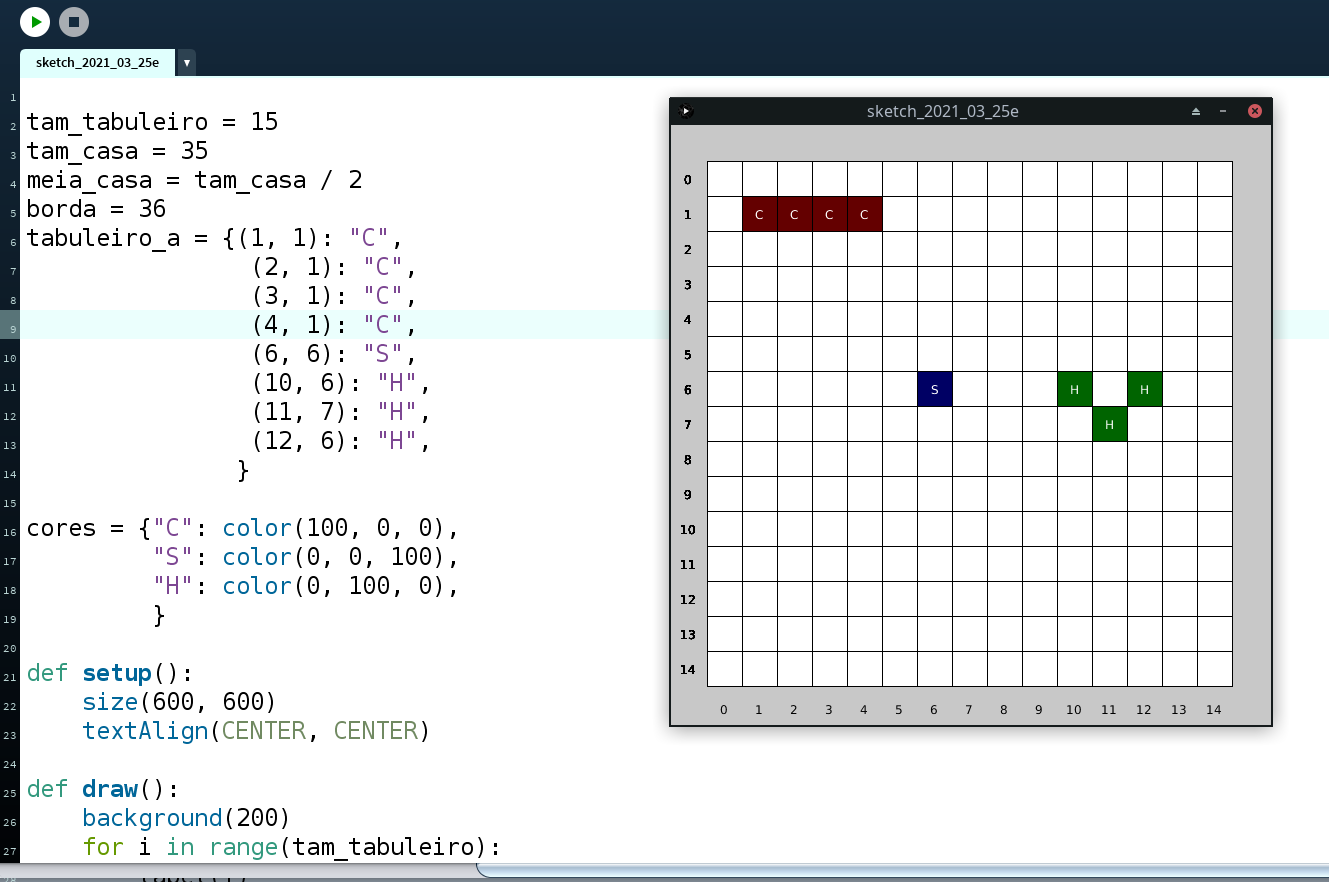 sketch_2021_03_25e
1
2 tam_tabuleiro = 15
3 tam_casa = 35
4 meia_casa = tam_casa / 2
5 borda = 36
6 tabuleiro_a = {(1, 1): "C",
7 (2, 1): "C",
8 (3, 1): "C",
9 (4, 1): "C",
10 (6, 6): "S",
11 (10, 6): "H",
12 (11, 7): "H",
13 (12, 6): "H",
14 }
15
16 cores = {"C": color(100, 0, 0),
17 "S": color(0, 0, 100),
18 "H": color(0, 100, 0),
19 }
20
21 def setup():
22 size(600, 600)
23 textAlign(CENTER, CENTER)
24
25 def draw():
26 background(200)
27 for i in range(tam_tabuleiro):
sketch_2021_03_25e
0
1 C C C C
2
3
4
5
6 S H H
7 H
8
9
10
11
12
13
14
0 1 2 3 4 5 6 7 8 9 10 11 12 13 14